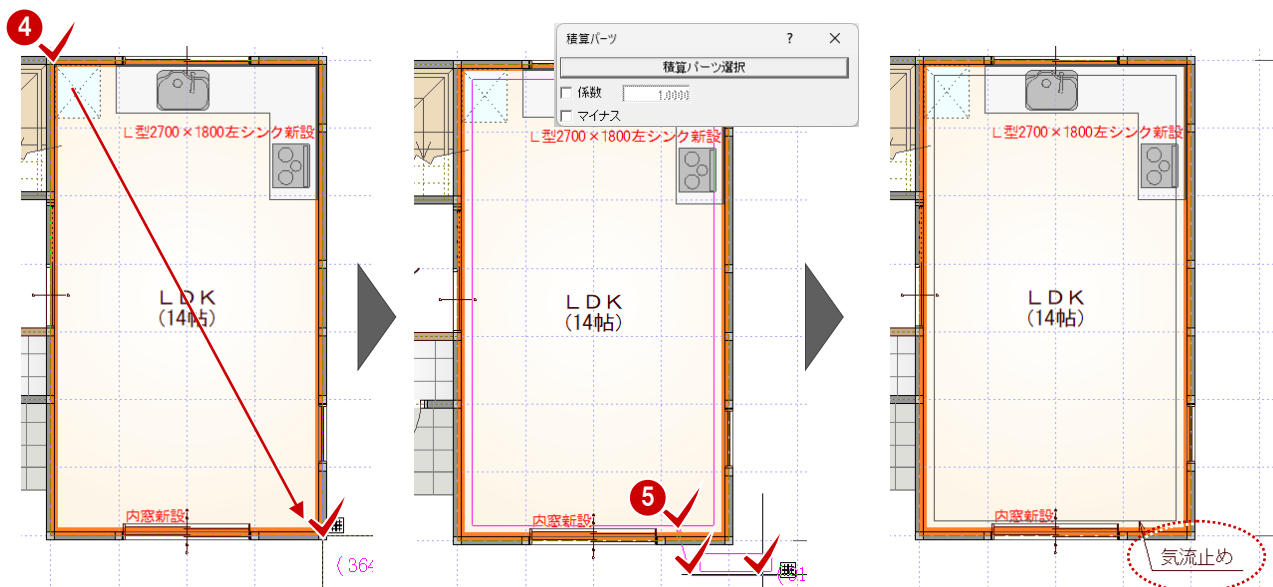 4
L型2700×1800左シンク新設
LDK
(14帖)
内窓新設
(364
積算パーツ ? ×
積算パーツ選択
係数 1.0000
マイナス
L型2700×1800左シンク新設
LDK
(14帖)
5
内窓新設
L型2700×1800左シンク新設
LDK
(14帖)
内窓新設
気流止め